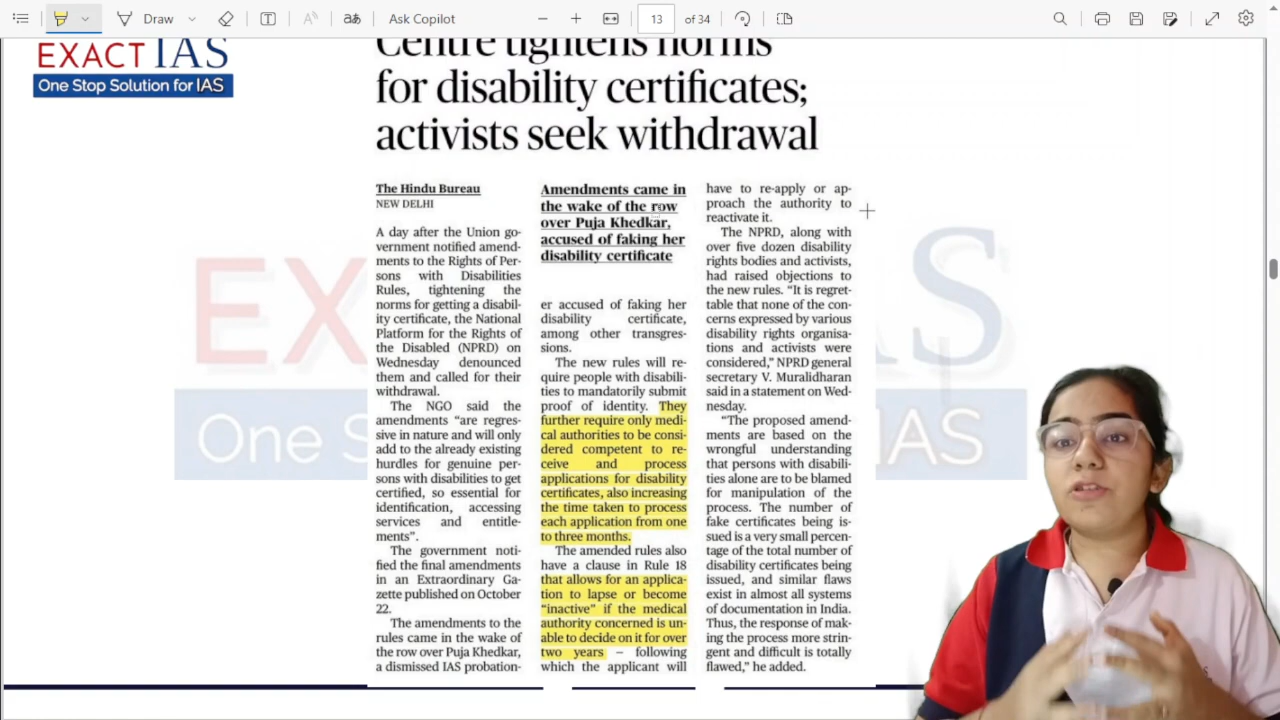 Draw
Ask Copilot
13 of 34
EXACT IAS
One Stop Solution for IAS
Centre tightens norms
for disability certificates;
activists seek withdrawal
The Hindu Bureau
NEW DELHI
A day after the Union go-
vernment notified amend-
ments to the Rights of Per-
sons with Disabilities
Rules, tightening the
norms for getting a disabil-
ity certificate, the National
Platform for the Rights of
the Disabled (NPRD) on
Wednesday denounced
them and called for their
withdrawal.
The NGO said the
amendments “are regres-
sive in nature and will only
add to the already existing
hurdles for genuine per-
sons with disabilities to get
certified, so essential for
identification, accessing
services and entitle-
ments”.
The government noti-
fied the final amendments
in an Extraordinary Ga-
zette published on October
22.
The amendments to the
rules came in the wake of
the row over Puja Khedkar,
a dismissed IAS probation-
Amendments came in
the wake of the row
over Puja Khedkar,
accused of faking her
disability certificate
er accused of faking her
disability certificate,
among other transgres-
sions.
The new rules will re-
quire people with disabili-
ties to mandatorily submit
proof of identity. They
further require only medi-
cal authorities to be consi-
dered competent to re-
ceive and process
applications for disability
certificates, also increasing
the time taken to process
each application from one
to three months.
The amended rules also
have a clause in Rule 18
that allows for an applica-
tion to lapse or become
“inactive” if the medical
authority concerned is un-
able to decide on it for over
two years – following
which the applicant will
have to re-apply or ap-
proach the authority to
reactivate it.
The NPRD, along with
over five dozen disability
rights bodies and activists,
had raised objections to
the new rules. “It is regret-
table that none of the con-
cerns expressed by various
disability rights organisa-
tions and activists were
considered,” NPRD general
secretary V. Muralidharan
said in a statement on Wed-
nesday.
“The proposed amend-
ments are based on the
wrongful understanding
that persons with disabili-
ties alone are to be blamed
for manipulation of the
process. The number of
fake certificates being is-
sued is a very small percen-
tage of the total number of
disability certificates being
issued, and similar flaws
exist in almost all systems
of documentation in India.
Thus, the response of mak-
ing the process more strin-
gent and difficult is totally
flawed,” he added.
EX
AS
One S
IAS